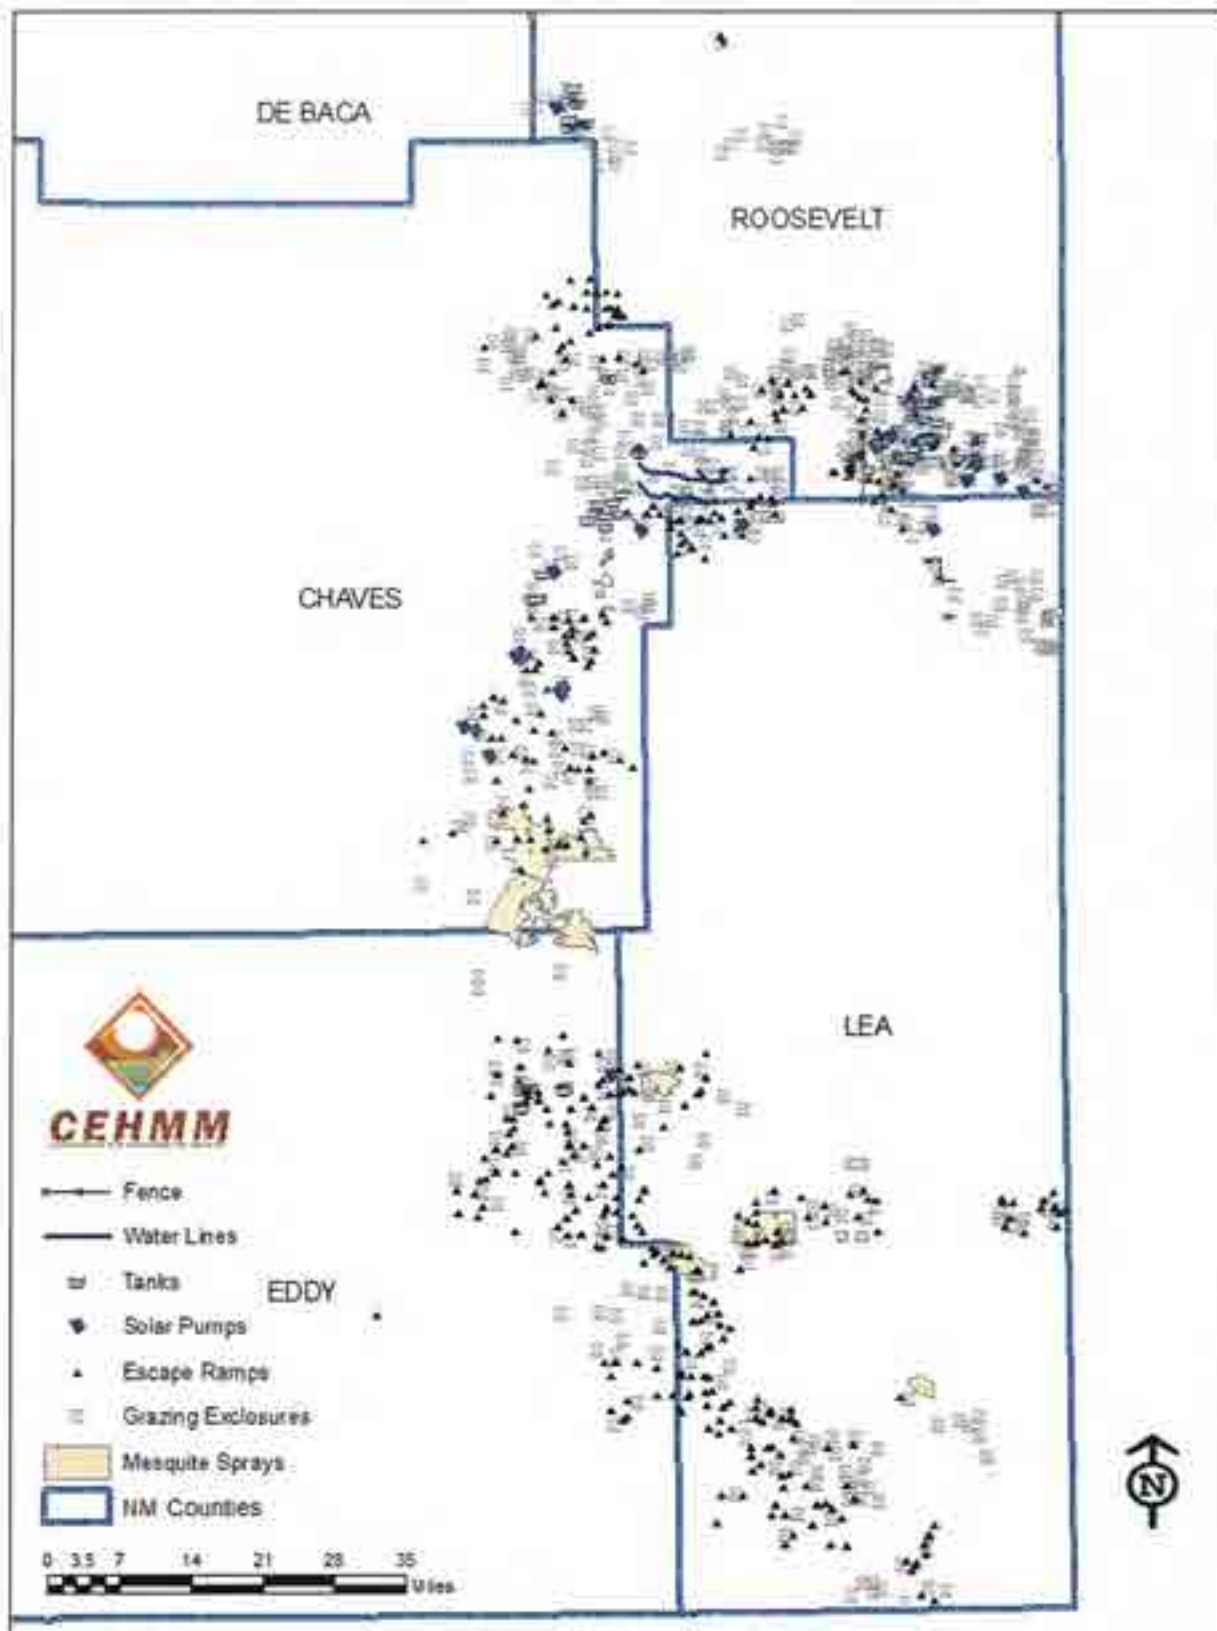 DE BACA
ROOSEVELT
CHAVES
LEA
CEHMM
Fence
Water Lines
Tanks
EDDY
Solar Pumps
Escape Ramps
Grazing Exclosures
Mesquite Sprays
NM Counties
N
0 3.5 7 14 21 28 35
Miles